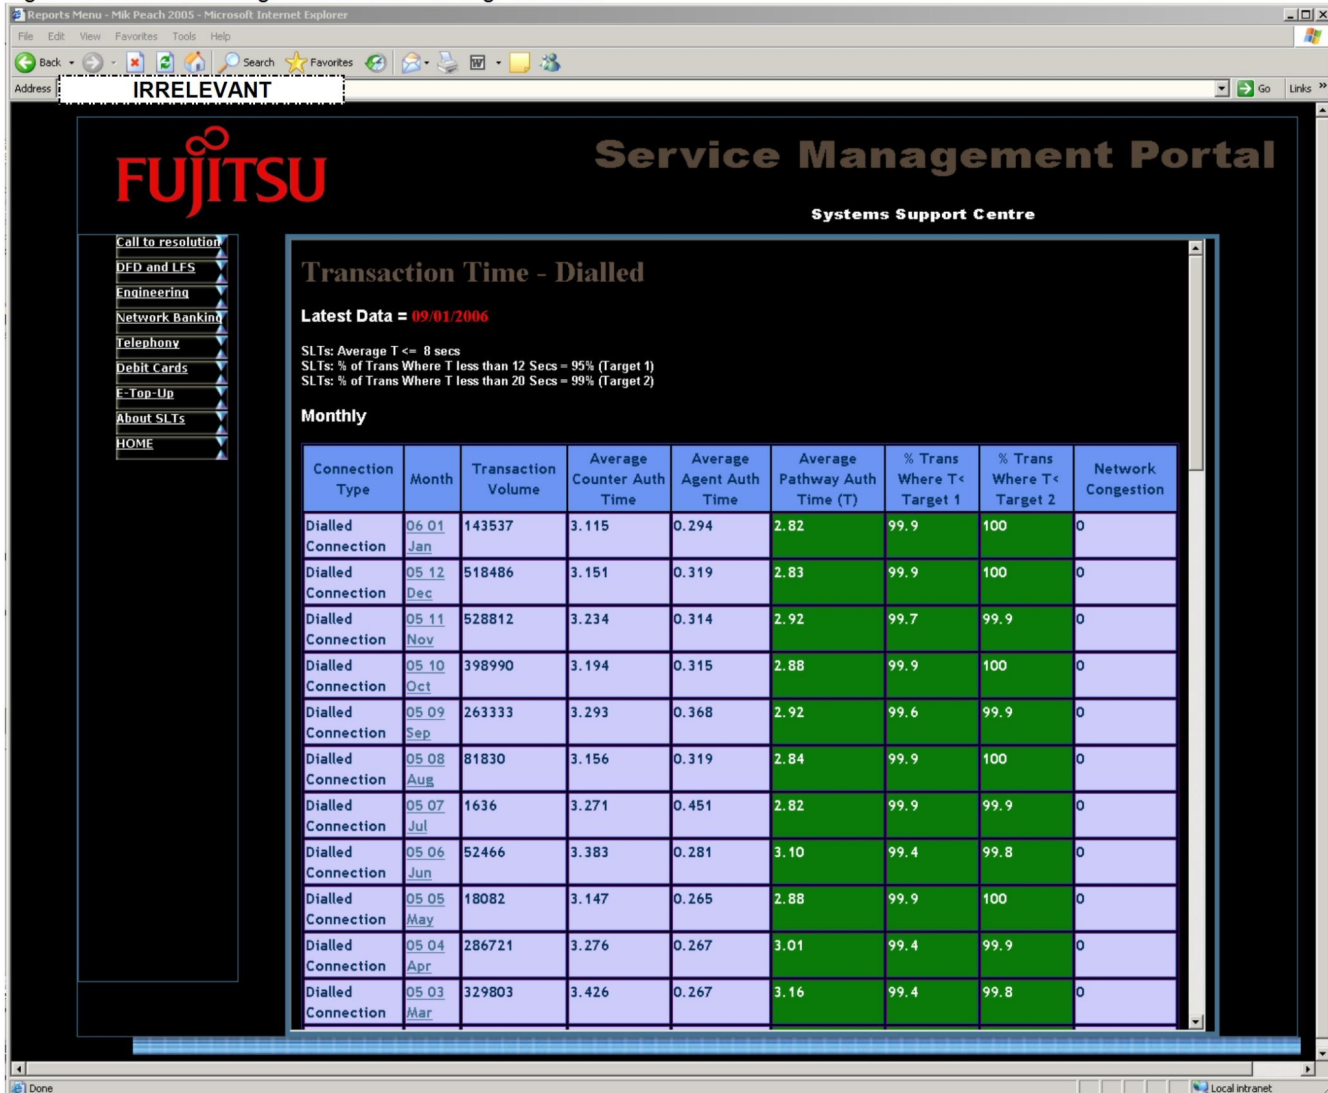 Reports Menu - Mik Peach 2005 - Microsoft Internet Explorer
File Edit View Favorites Tools Help
Back Search Favorites
Address IRRELEVANT Go Links »
FUJITSU
Service Management Portal
Systems Support Centre
Call to resolution
DFD and LFS
Engineering
Network Banking
Telephony
Debit Cards
E-Top-Up
About SLTs
HOME
Transaction Time - Dialled
Latest Data = 09/01/2006
SLTs: Average T <= 8 secs
SLTs: % of Trans Where T less than 12 Secs = 95% (Target 1)
SLTs: % of Trans Where T less than 20 Secs = 99% (Target 2)
Monthly
Connection Type Month Transaction Volume Average Counter Auth Time Average Agent Auth Time Average Pathway Auth Time (T) % Trans Where T< Target 1 % Trans Where T< Target 2 Network Congestion
Dialled Connection 06 01 Jan 143537 3.115 0.294 2.82 99.9 100 0
Dialled Connection 05 12 Dec 518486 3.151 0.319 2.83 99.9 100 0
Dialled Connection 05 11 Nov 528812 3.234 0.314 2.92 99.7 99.9 0
Dialled Connection 05 10 Oct 398990 3.194 0.315 2.88 99.9 100 0
Dialled Connection 05 09 Sep 263333 3.293 0.368 2.92 99.6 99.9 0
Dialled Connection 05 08 Aug 81830 3.156 0.319 2.84 99.9 100 0
Dialled Connection 05 07 Jul 1636 3.271 0.451 2.82 99.9 99.9 0
Dialled Connection 05 06 Jun 52466 3.383 0.281 3.10 99.4 99.8 0
Dialled Connection 05 05 May 18082 3.147 0.265 2.88 99.9 100 0
Dialled Connection 05 04 Apr 286721 3.276 0.267 3.01 99.4 99.9 0
Dialled Connection 05 03 Mar 329803 3.426 0.267 3.16 99.4 99.8 0
Done Local intranet